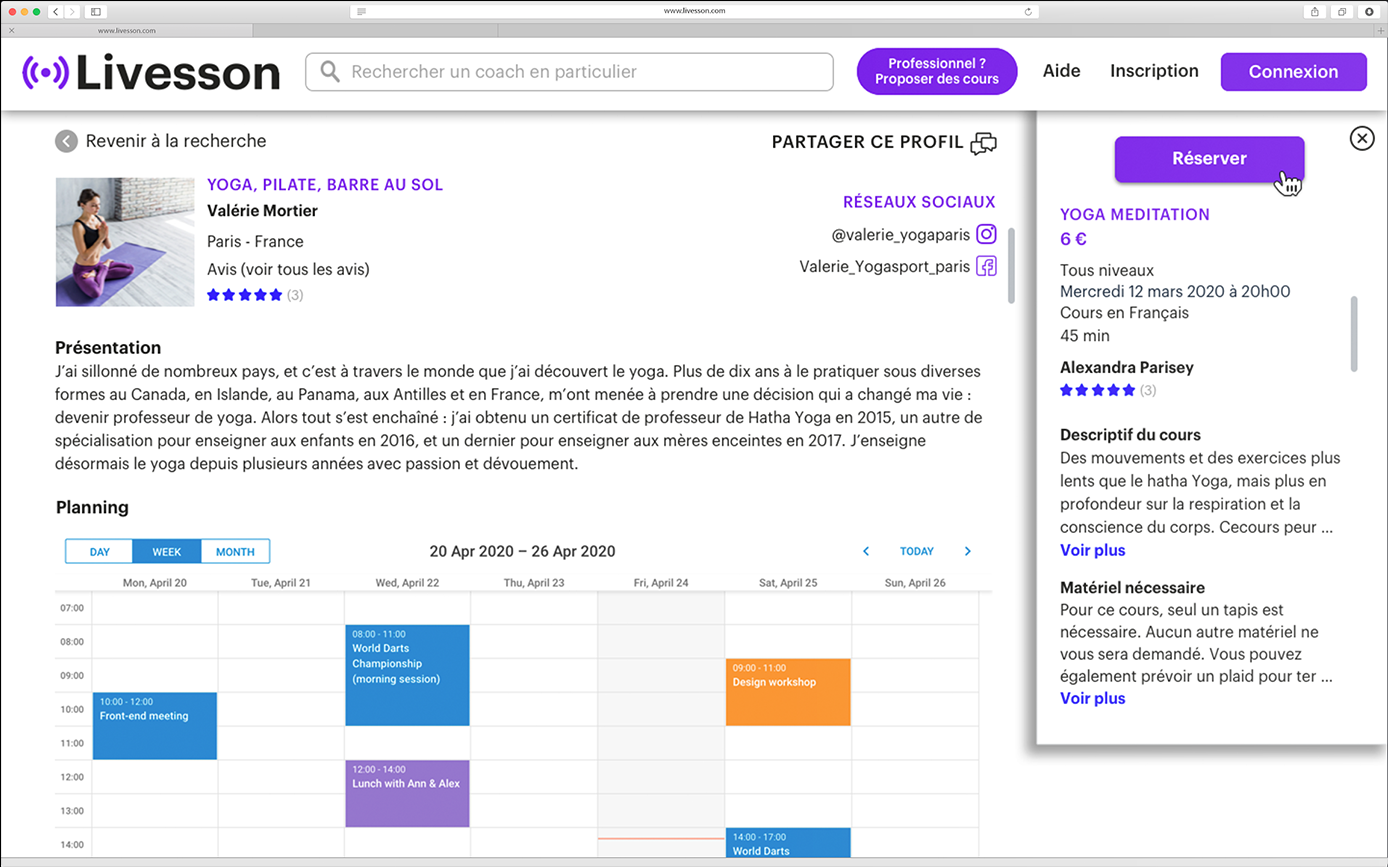 www.livesson.com
www.livesson.com
Livesson
Rechercher un coach en particulier
Professionnel ?
Proposer des cours
Aide
Inscription
Connexion
Revenir à la recherche
PARTAGER CE PROFIL
YOGA, PILATE, BARRE AU SOL
Valérie Mortier
Paris - France
Avis (voir tous les avis)
(3)
RÉSEAUX SOCIAUX
@valerie_yogaparis
Valerie_Yogasport_paris
Présentation
J’ai sillonné de nombreux pays, et c’est à travers le monde que j’ai découvert le yoga. Plus de dix ans à le pratiquer sous diverses
formes au Canada, en Islande, au Panama, aux Antilles et en France, m’ont menée à prendre une décision qui a changé ma vie :
devenir professeur de yoga. Alors tout s’est enchaîné : j’ai obtenu un certificat de professeur de Hatha Yoga en 2015, un autre de
spécialisation pour enseigner aux enfants en 2016, et un dernier pour enseigner aux mères enceintes en 2017. J’enseigne
désormais le yoga depuis plusieurs années avec passion et dévouement.
Planning
DAY WEEK MONTH
20 Apr 2020 – 26 Apr 2020
TODAY
Mon, April 20 Tue, April 21 Wed, April 22 Thu, April 23 Fri, April 24 Sat, April 25 Sun, April 26
07:00
08:00
09:00
10:00
11:00
12:00
13:00
14:00
10:00 - 12:00
Front-end meeting
08:00 - 11:00
World Darts
Championship
(morning session)
12:00 - 14:00
Lunch with Ann & Alex
09:00 - 11:00
Design workshop
14:00 - 17:00
World Darts
Réserver
YOGA MEDITATION
6 €
Tous niveaux
Mercredi 12 mars 2020 à 20h00
Cours en Français
45 min
Alexandra Parisey
(3)
Descriptif du cours
Des mouvements et des exercices plus
lents que le hatha Yoga, mais plus en
profondeur sur la respiration et la
conscience du corps. Cecours peur ...
Voir plus
Matériel nécessaire
Pour ce cours, seul un tapis est
nécessaire. Aucun autre matériel ne
vous sera demandé. Vous pouvez
également prévoir un plaid pour ter ...
Voir plus